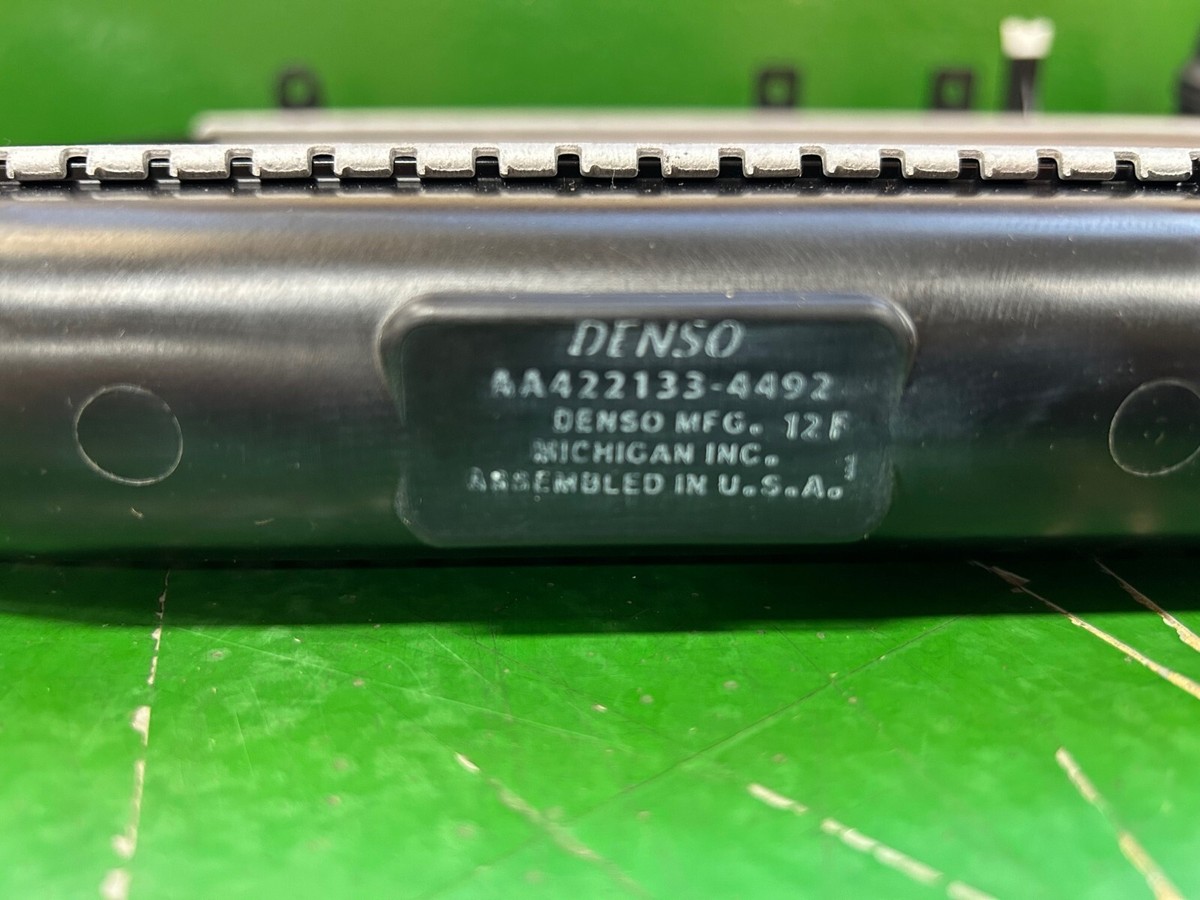 DENSO
AA422133-4492
DENSO MFG. 12F
MICHIGAN INC.
ASSEMBLED IN U.S.A.